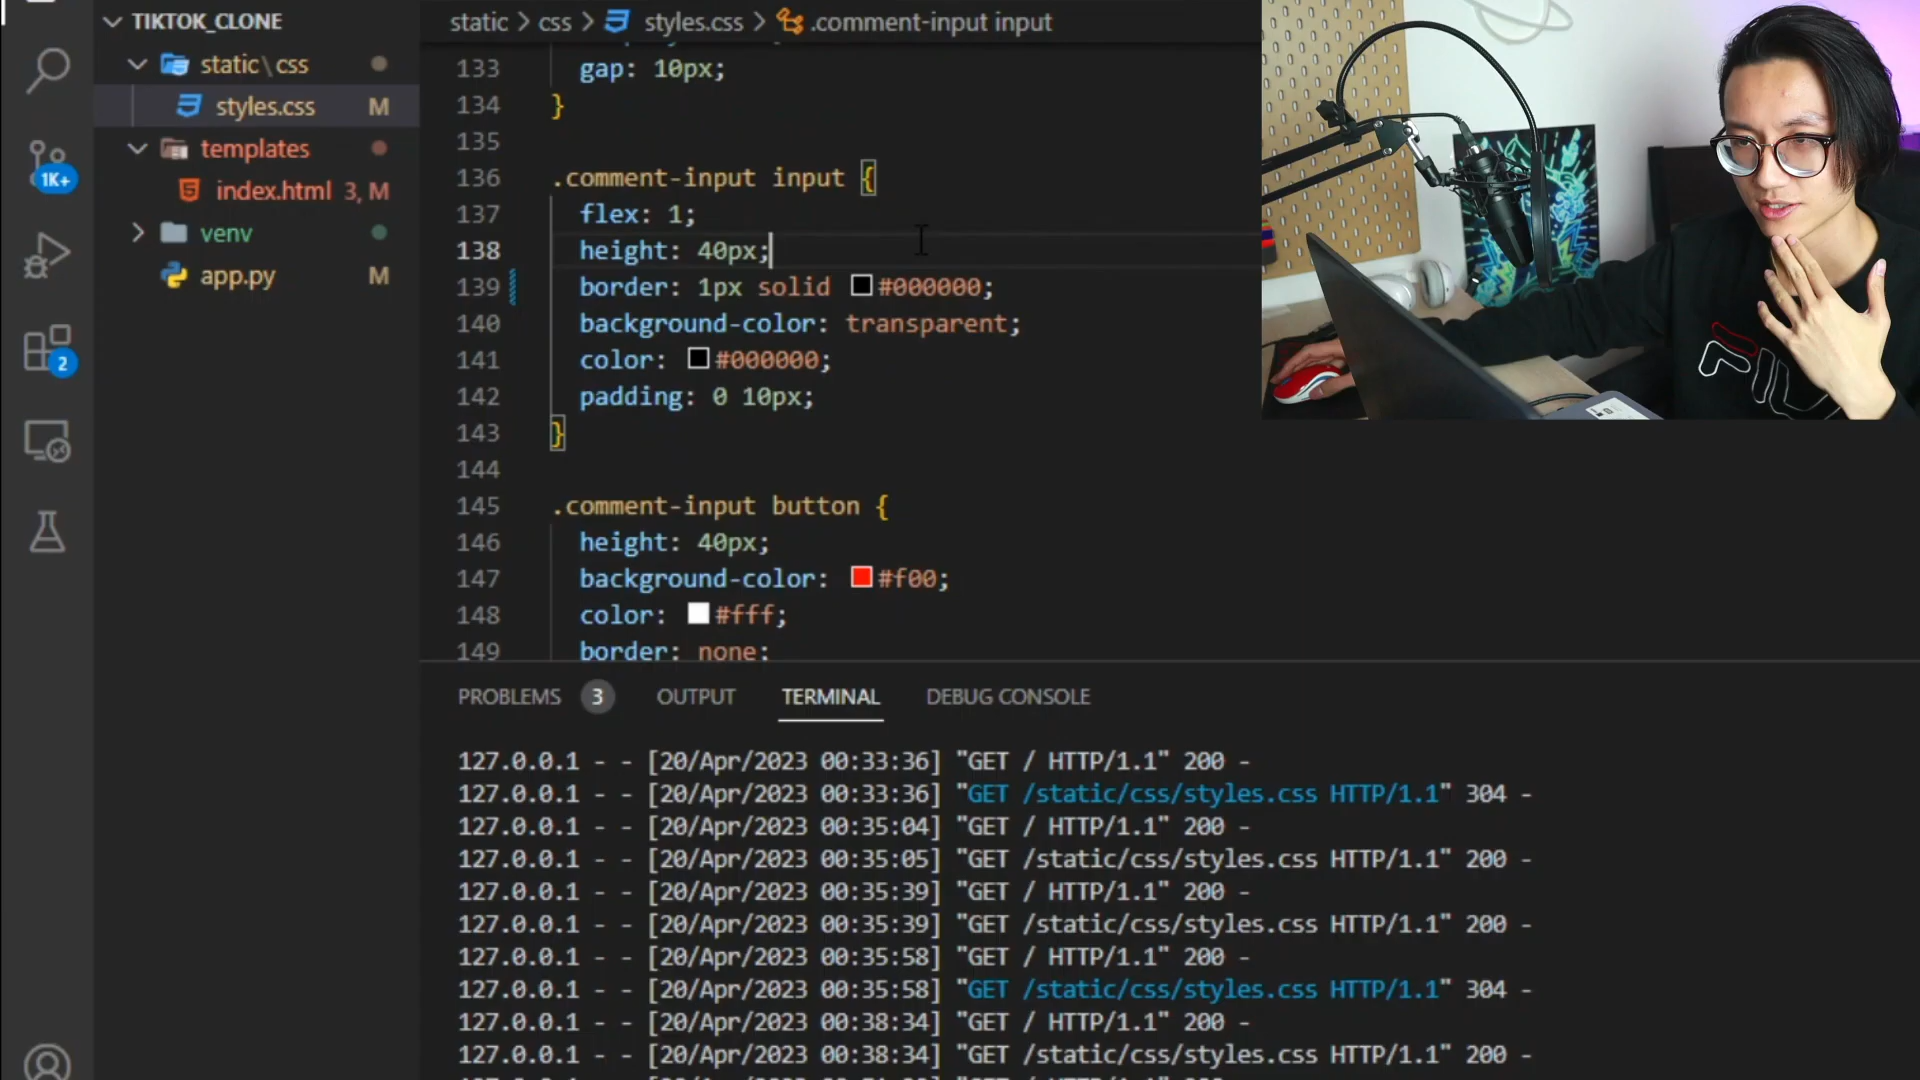 TIKTOK_CLONE
static\css
styles.css M
templates
index.html 3, M
venv
app.py M
1K+
2
static > css > styles.css > .comment-input input
133 gap: 10px;
134 }
135
136 .comment-input input {
137 flex: 1;
138 height: 40px;
139 border: 1px solid #000000;
140 background-color: transparent;
141 color: #000000;
142 padding: 0 10px;
143 }
144
145 .comment-input button {
146 height: 40px;
147 background-color: #f00;
148 color: #fff;
149 border: none;
PROBLEMS 3 OUTPUT TERMINAL DEBUG CONSOLE
127.0.0.1 - - [20/Apr/2023 00:33:36] "GET / HTTP/1.1" 200 -
127.0.0.1 - - [20/Apr/2023 00:33:36] "GET /static/css/styles.css HTTP/1.1" 304 -
127.0.0.1 - - [20/Apr/2023 00:35:04] "GET / HTTP/1.1" 200 -
127.0.0.1 - - [20/Apr/2023 00:35:05] "GET /static/css/styles.css HTTP/1.1" 200 -
127.0.0.1 - - [20/Apr/2023 00:35:39] "GET / HTTP/1.1" 200 -
127.0.0.1 - - [20/Apr/2023 00:35:39] "GET /static/css/styles.css HTTP/1.1" 200 -
127.0.0.1 - - [20/Apr/2023 00:35:58] "GET / HTTP/1.1" 200 -
127.0.0.1 - - [20/Apr/2023 00:35:58] "GET /static/css/styles.css HTTP/1.1" 304 -
127.0.0.1 - - [20/Apr/2023 00:38:34] "GET / HTTP/1.1" 200 -
127.0.0.1 - - [20/Apr/2023 00:38:34] "GET /static/css/styles.css HTTP/1.1" 200 -